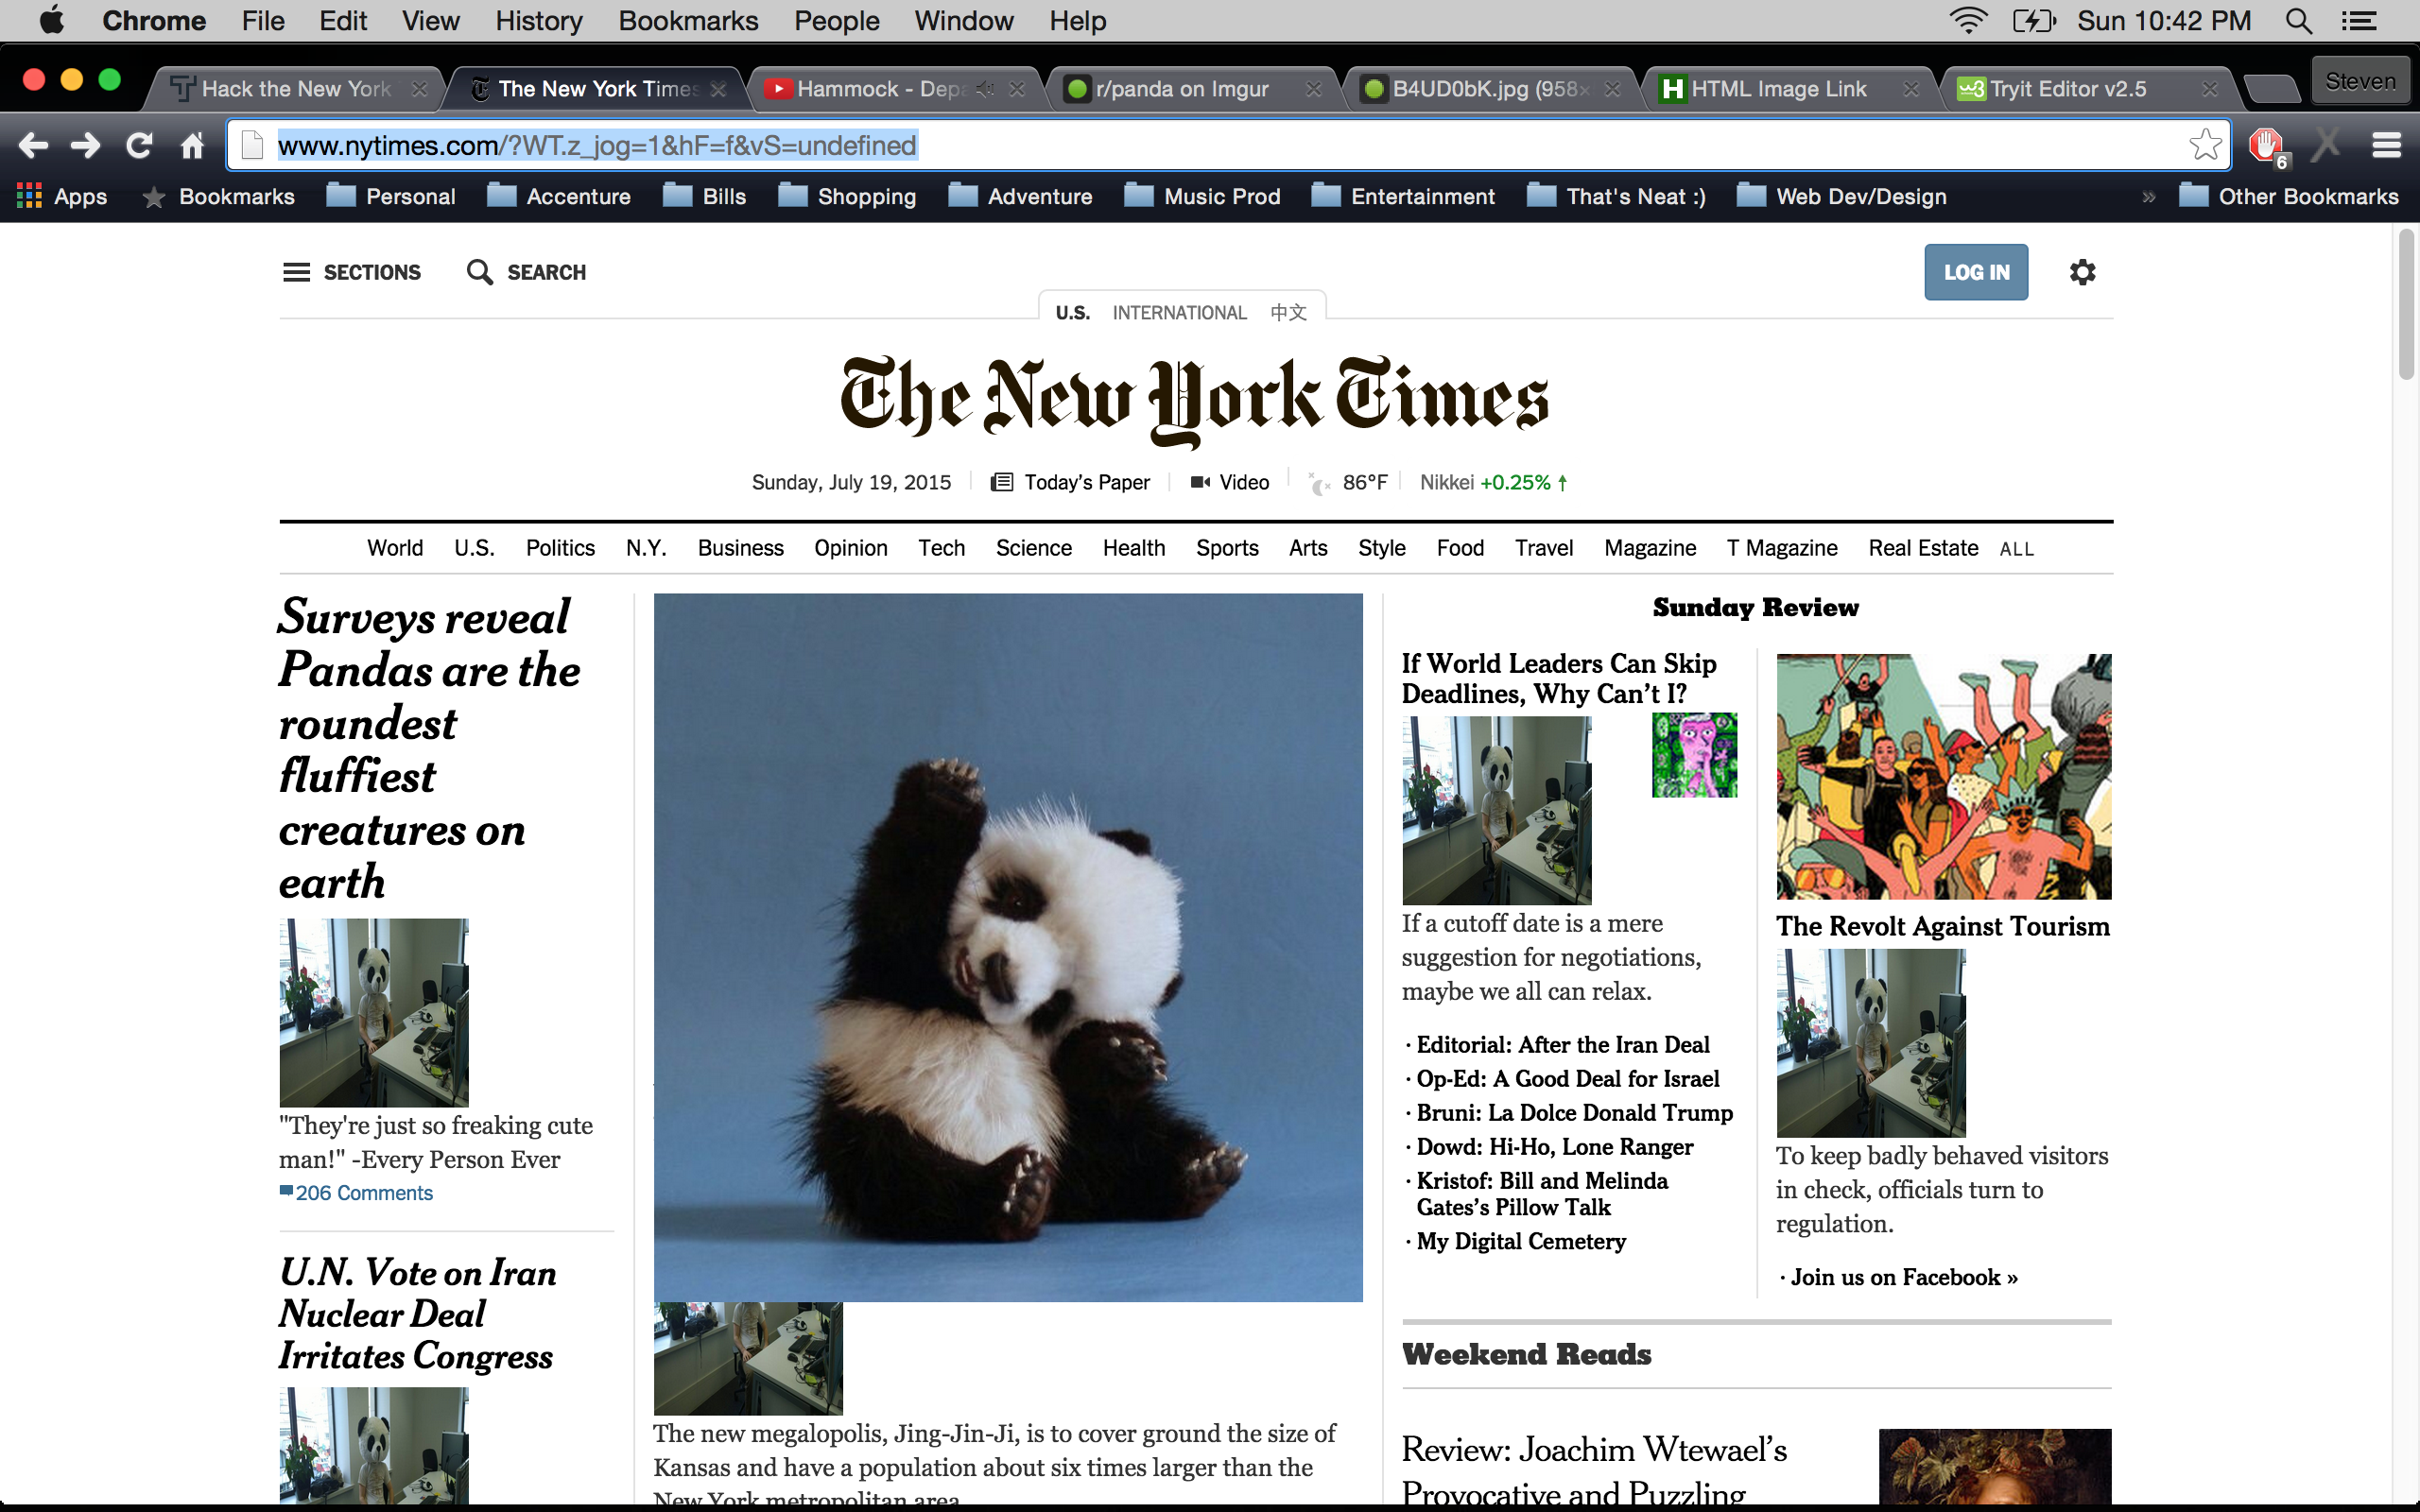 Chrome File Edit View History Bookmarks People Window Help Sun 10:42 PM
Hack the New York The New York Times Hammock - Depa r/panda on Imgur B4UD0bK.jpg (958× HTML Image Link Tryit Editor v2.5 Steven
www.nytimes.com/?WT.z_jog=1&hF=f&vS=undefined
6
Apps Bookmarks Personal Accenture Bills Shopping Adventure Music Prod Entertainment That's Neat :) Web Dev/Design » Other Bookmarks
SECTIONS SEARCH LOG IN
U.S. INTERNATIONAL 中文
The New York Times
Sunday, July 19, 2015 Today's Paper Video 86°F Nikkei +0.25% ↑
World U.S. Politics N.Y. Business Opinion Tech Science Health Sports Arts Style Food Travel Magazine T Magazine Real Estate ALL
Surveys reveal
Pandas are the
roundest
fluffiest
creatures on
earth
"They're just so freaking cute
man!" -Every Person Ever
206 Comments
U.N. Vote on Iran
Nuclear Deal
Irritates Congress
The new megalopolis, Jing-Jin-Ji, is to cover ground the size of
Kansas and have a population about six times larger than the
New York metropolitan area
Sunday Review
If World Leaders Can Skip
Deadlines, Why Can't I?
If a cutoff date is a mere
suggestion for negotiations,
maybe we all can relax.
· Editorial: After the Iran Deal
· Op-Ed: A Good Deal for Israel
· Bruni: La Dolce Donald Trump
· Dowd: Hi-Ho, Lone Ranger
· Kristof: Bill and Melinda
Gates's Pillow Talk
· My Digital Cemetery
The Revolt Against Tourism
To keep badly behaved visitors
in check, officials turn to
regulation.
· Join us on Facebook »
Weekend Reads
Review: Joachim Wtewael's
Provocative and Puzzling